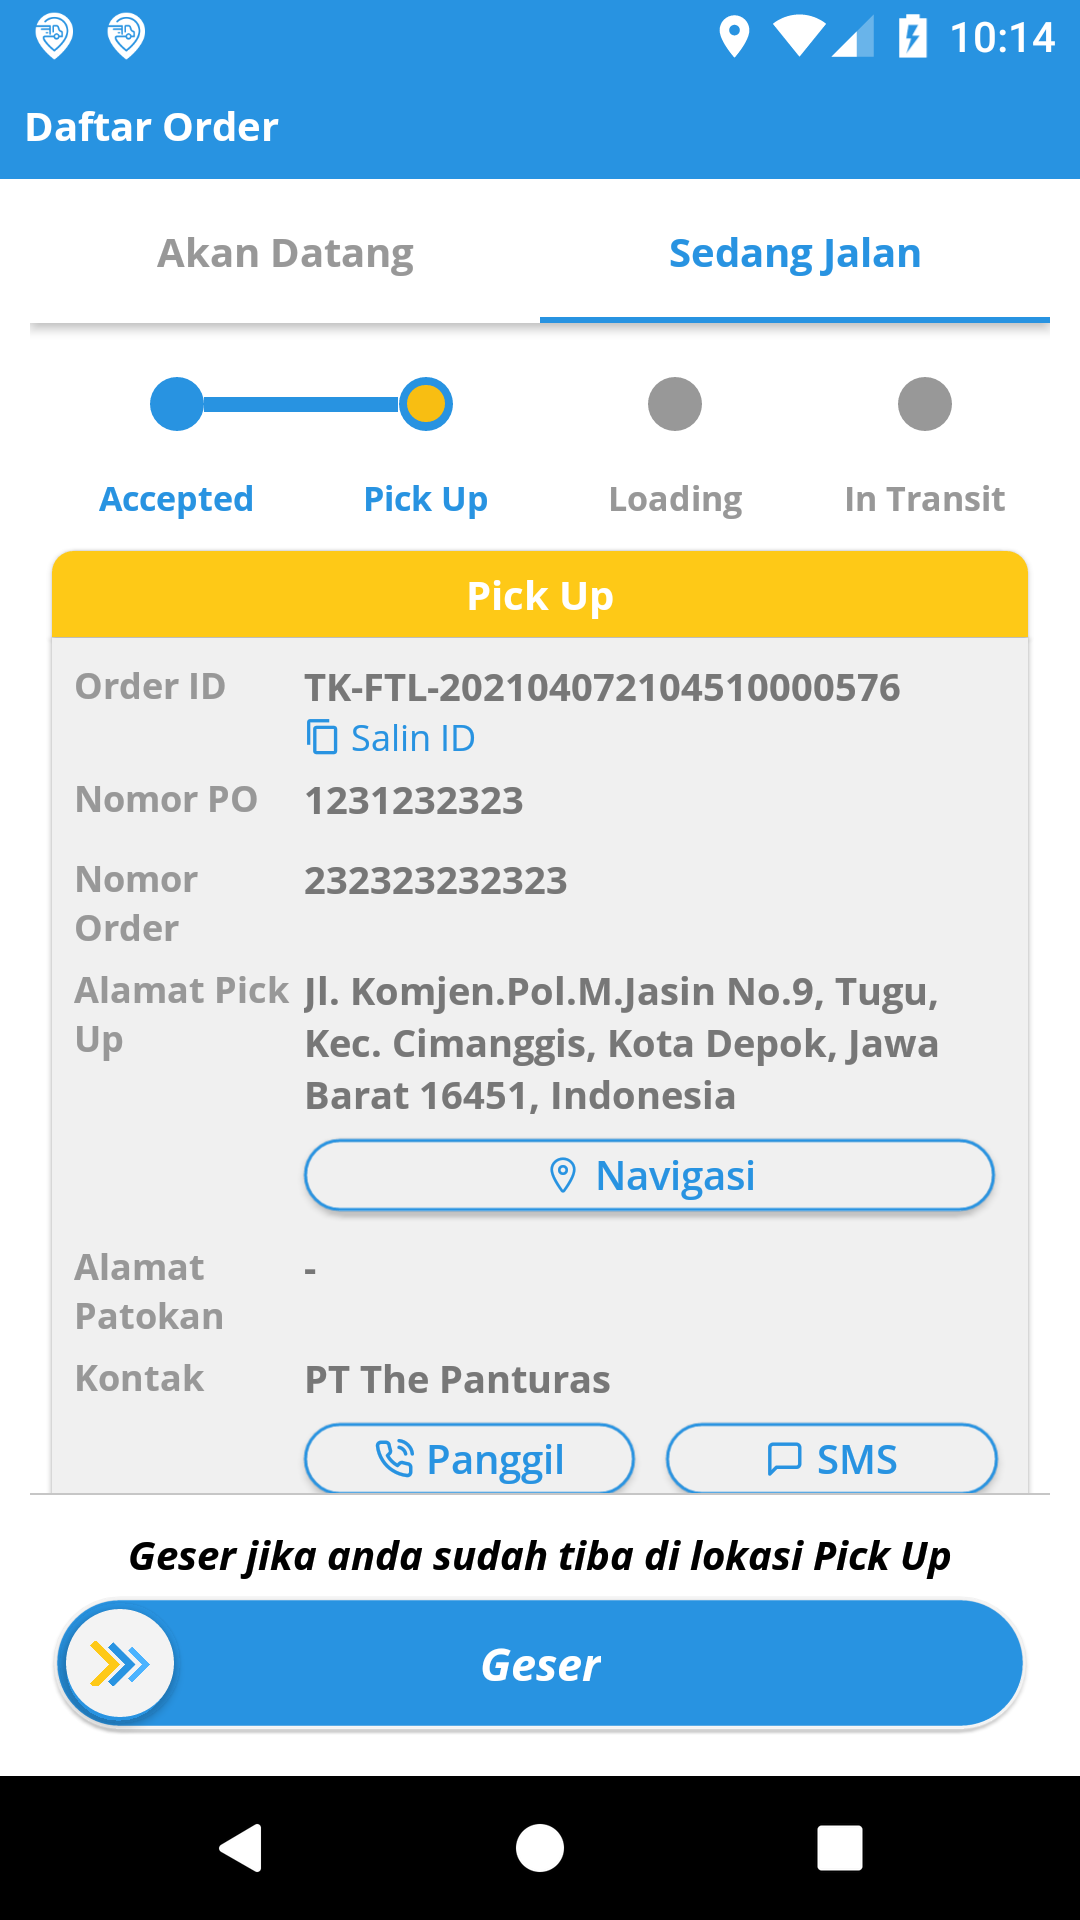 10:14
Daftar Order
Akan Datang
Sedang Jalan
Accepted
Pick Up
Loading
In Transit
Pick Up
Order ID
TK-FTL-202104072104510000576
Salin ID
Nomor PO
1231232323
Nomor
Order
232323232323
Alamat Pick
Up
Jl. Komjen.Pol.M.Jasin No.9, Tugu,
Kec. Cimanggis, Kota Depok, Jawa
Barat 16451, Indonesia
Navigasi
Alamat
Patokan
-
Kontak
PT The Panturas
Panggil
SMS
Geser jika anda sudah tiba di lokasi Pick Up
Geser